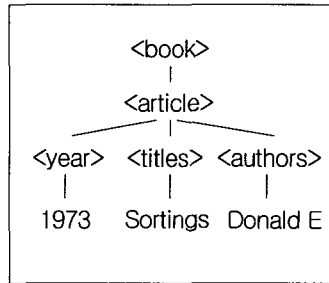 <book>
<article>
<year> <titles> <authors>
1973 Sortings Donald E